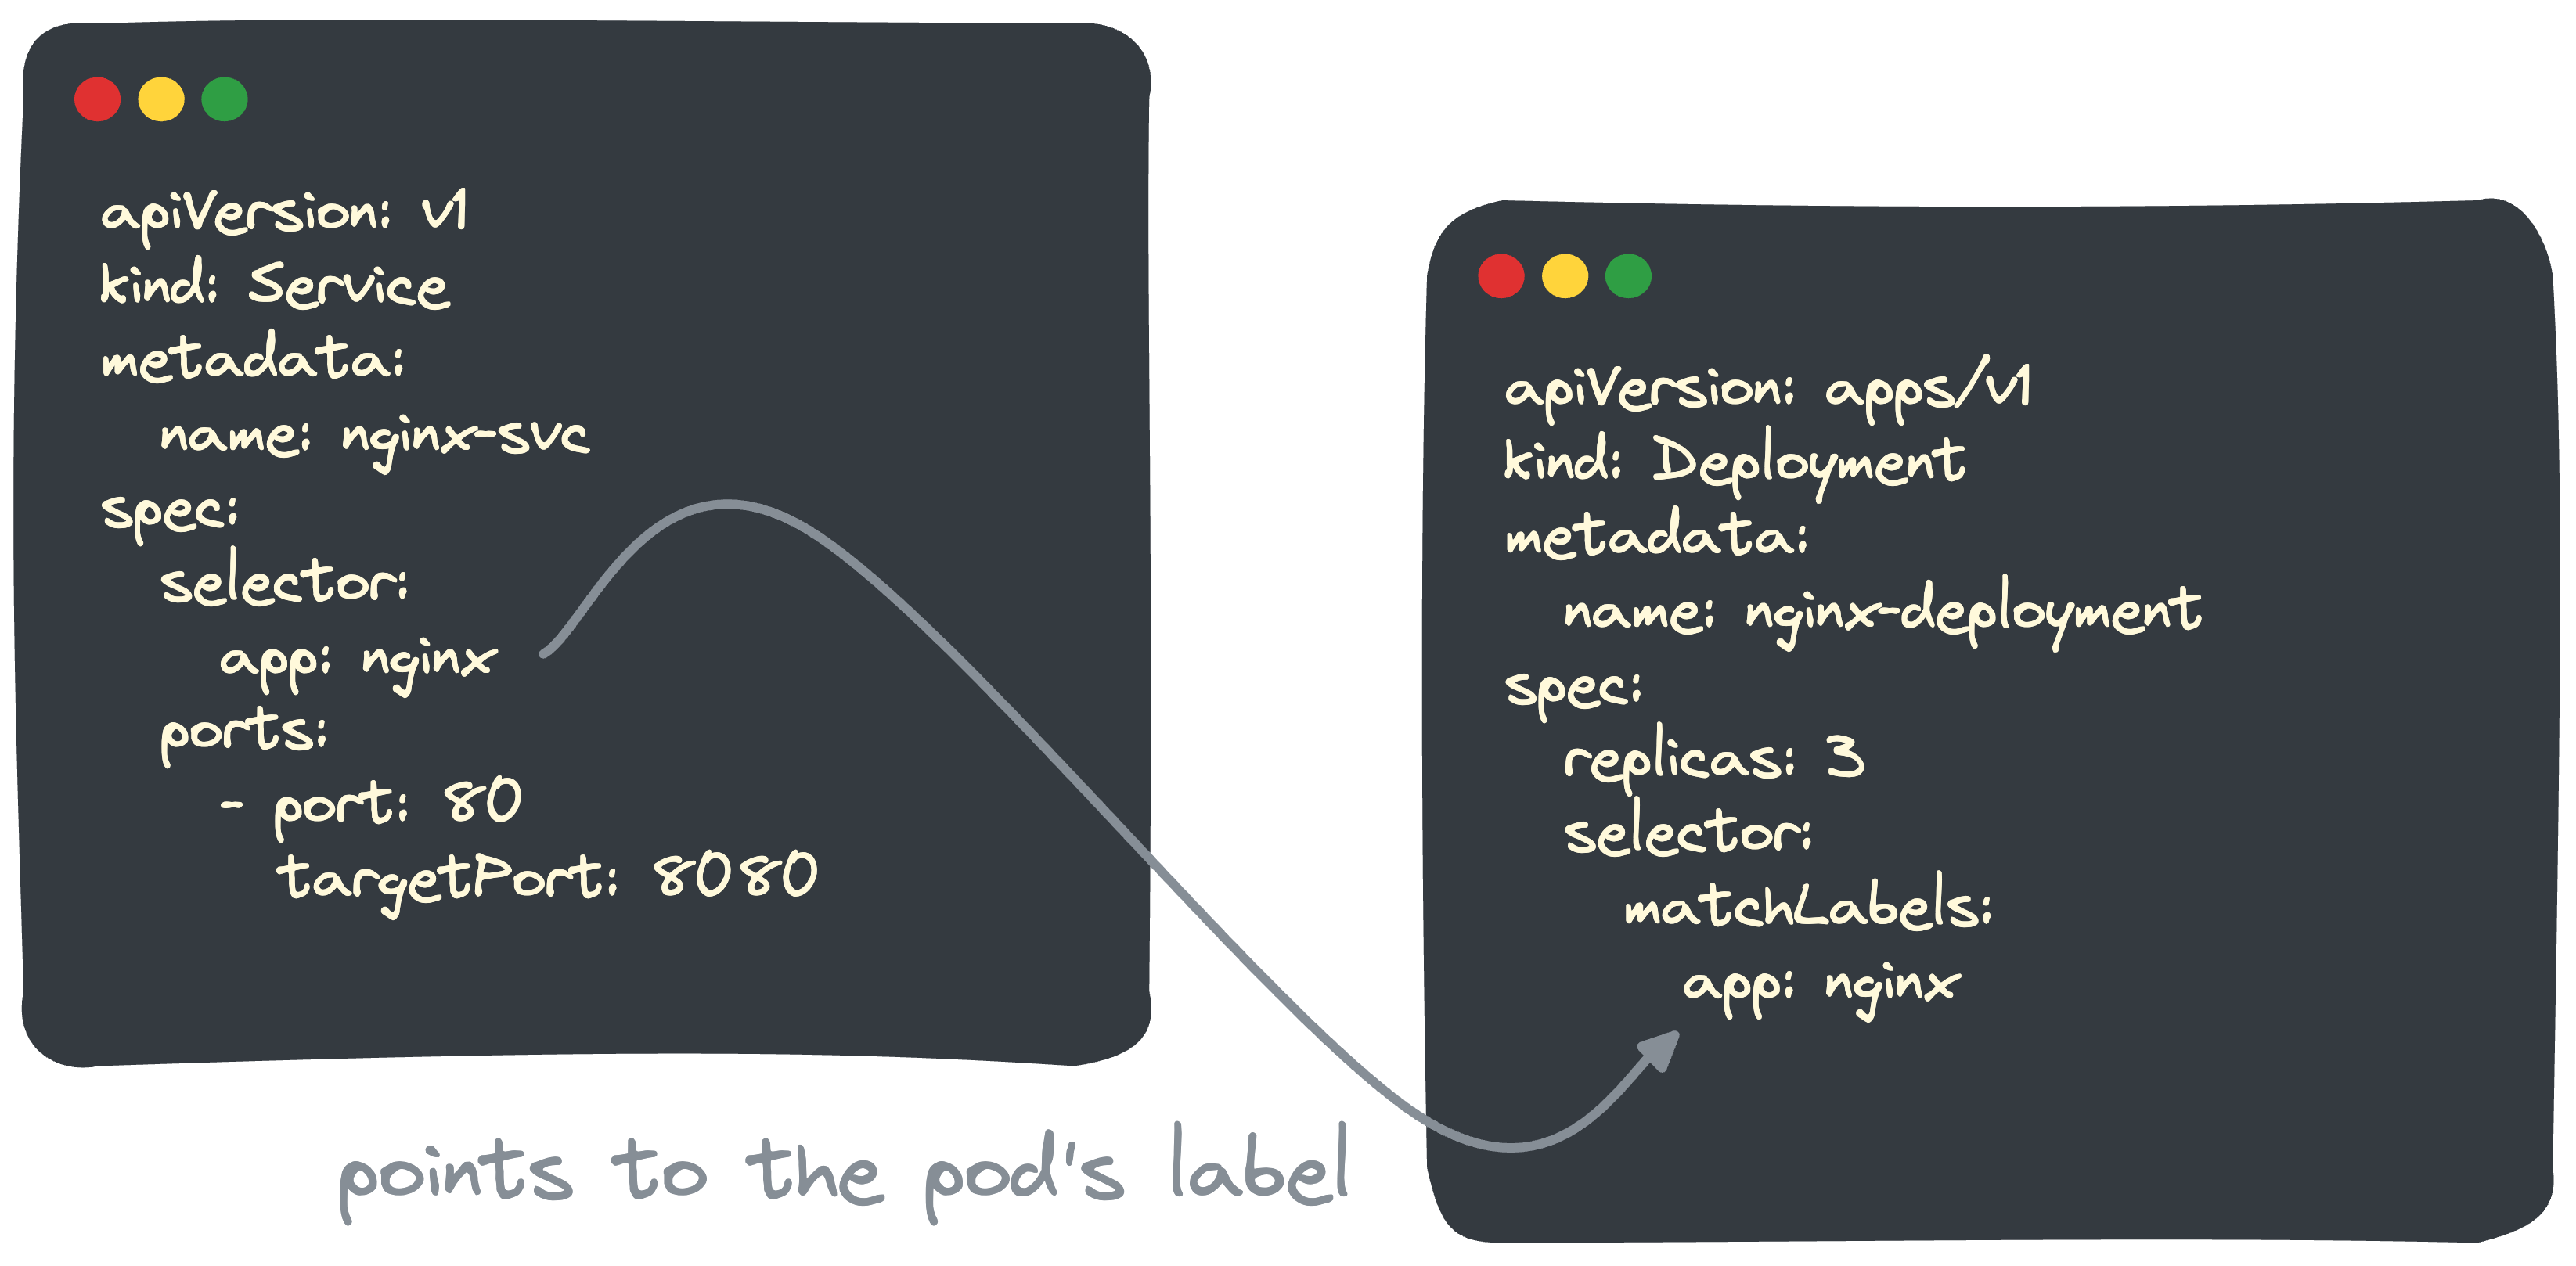 apiVersion: v1
kind: Service
metadata:
  name: nginx-svc
spec:
  selector:
    app: nginx
  ports:
    - port: 80
      targetPort: 8080
apiVersion: apps/v1
kind: Deployment
metadata:
  name: nginx-deployment
spec:
  replicas: 3
  selector:
    matchLabels:
      app: nginx
points to the pod's label